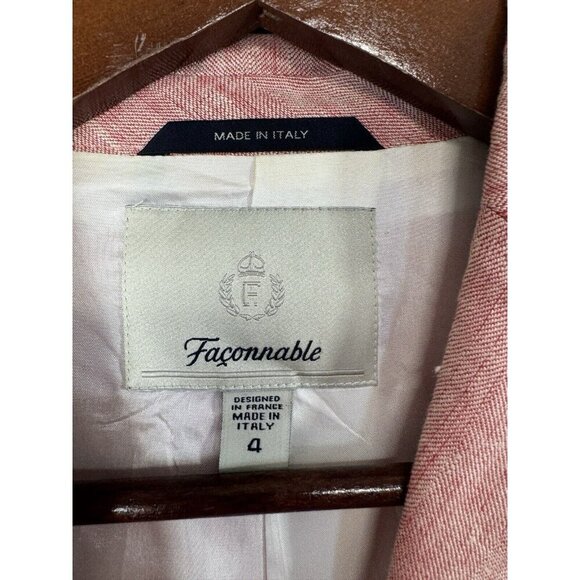 MADE IN ITALY
F
Façonnable
DESIGNED
IN FRANCE
MADE IN
ITALY
4